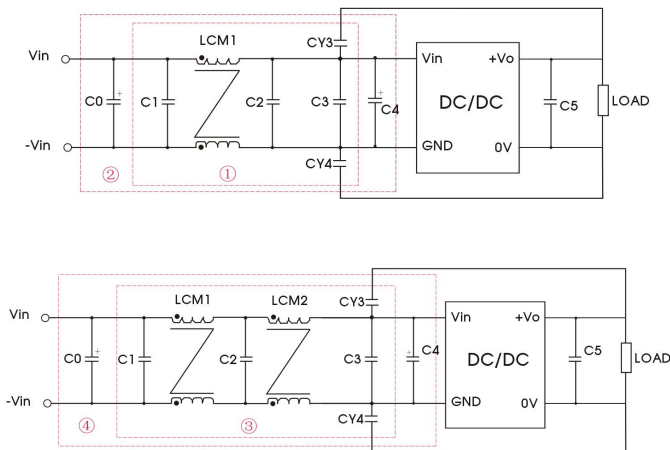 LCM1
CY3
Vin
Vin
+Vo
C0
+
C1
C2
C3
+
C4
DC/DC
C5
LOAD
-Vin
GND
0V
CY4
②
①
LCM1
LCM2
CY3
Vin
Vin
+Vo
C0
+
C1
C2
C3
+
C4
DC/DC
C5
LOAD
-Vin
GND
0V
CY4
④
③